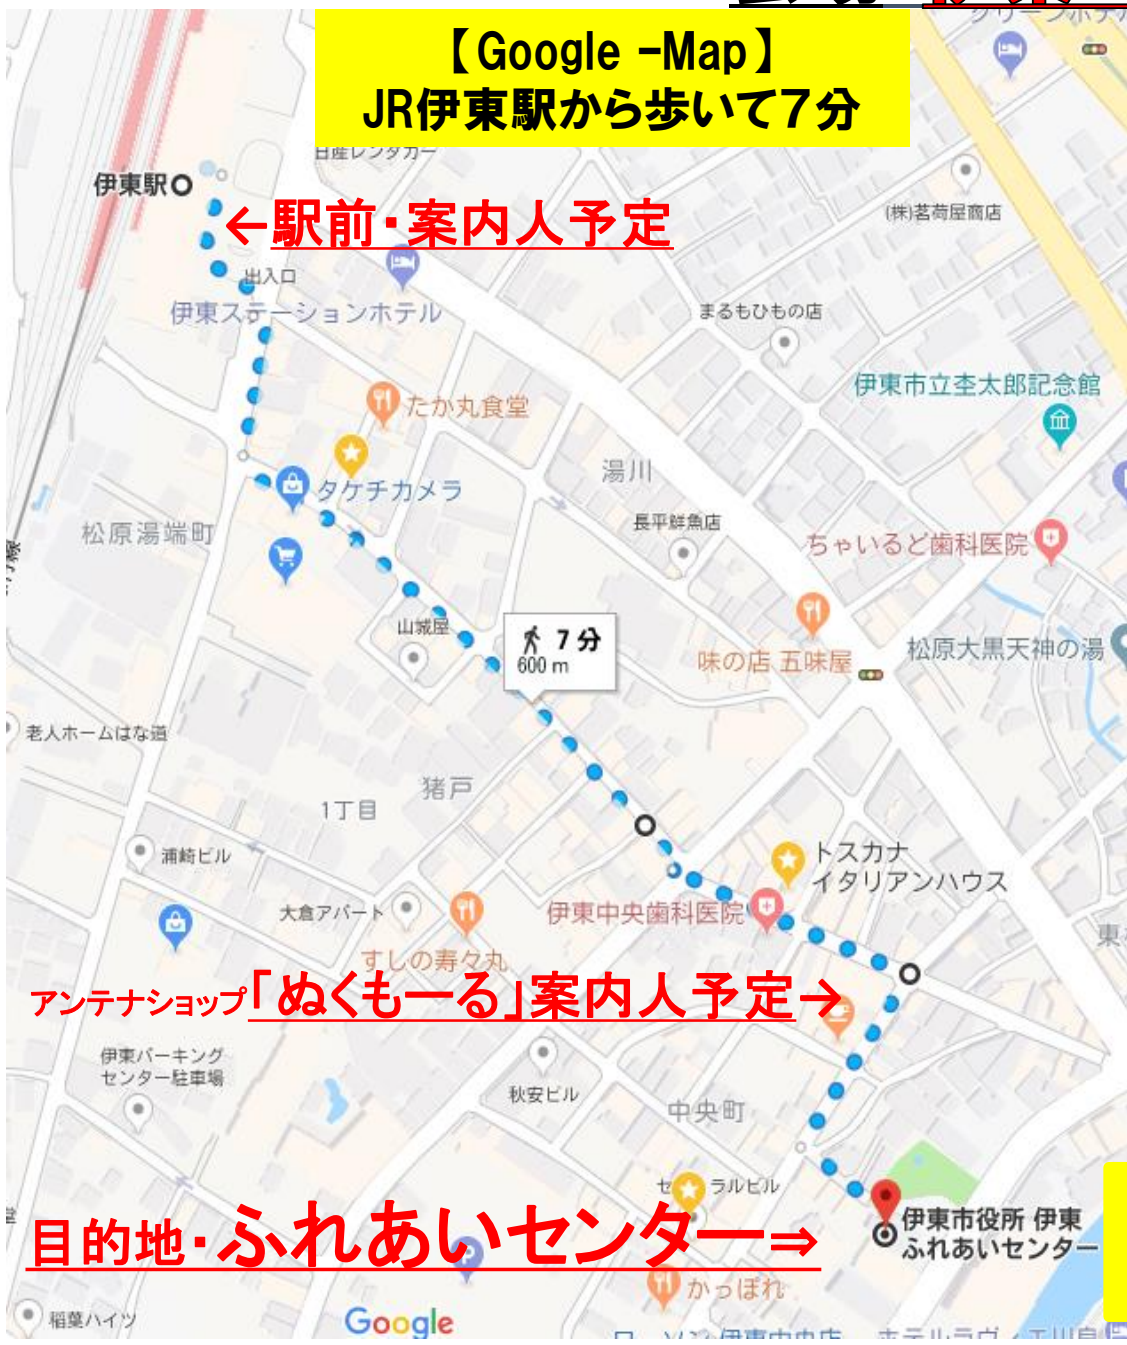 【Google -Map】
JR伊東駅から歩いて7分
日産レンタカー
伊東駅
←駅前・案内人予定
(株)茗荷屋商店
出入口
伊東ステーションホテル
まるもひもの店
伊東市立杢太郎記念館
たか丸食堂
湯川
タケチカメラ
長平鮮魚店
松原湯端町
ちゃいるど歯科医院
山城屋
7分
600 m
味の店 五味屋
松原大黒天神の湯
老人ホームはな道
猪戸
1丁目
トスカナ
イタリアンハウス
浦崎ビル
大倉アパート
伊東中央歯科医院
すしの寿々丸
アンテナショップ「ぬくもーる」案内人予定→
伊東パーキング
センター駐車場
秋安ビル
中央町
ラルビル
目的地・ふれあいセンター⇒
伊東市役所 伊東
ふれあいセンター
かっぽれ
稲葉ハイツ
Google